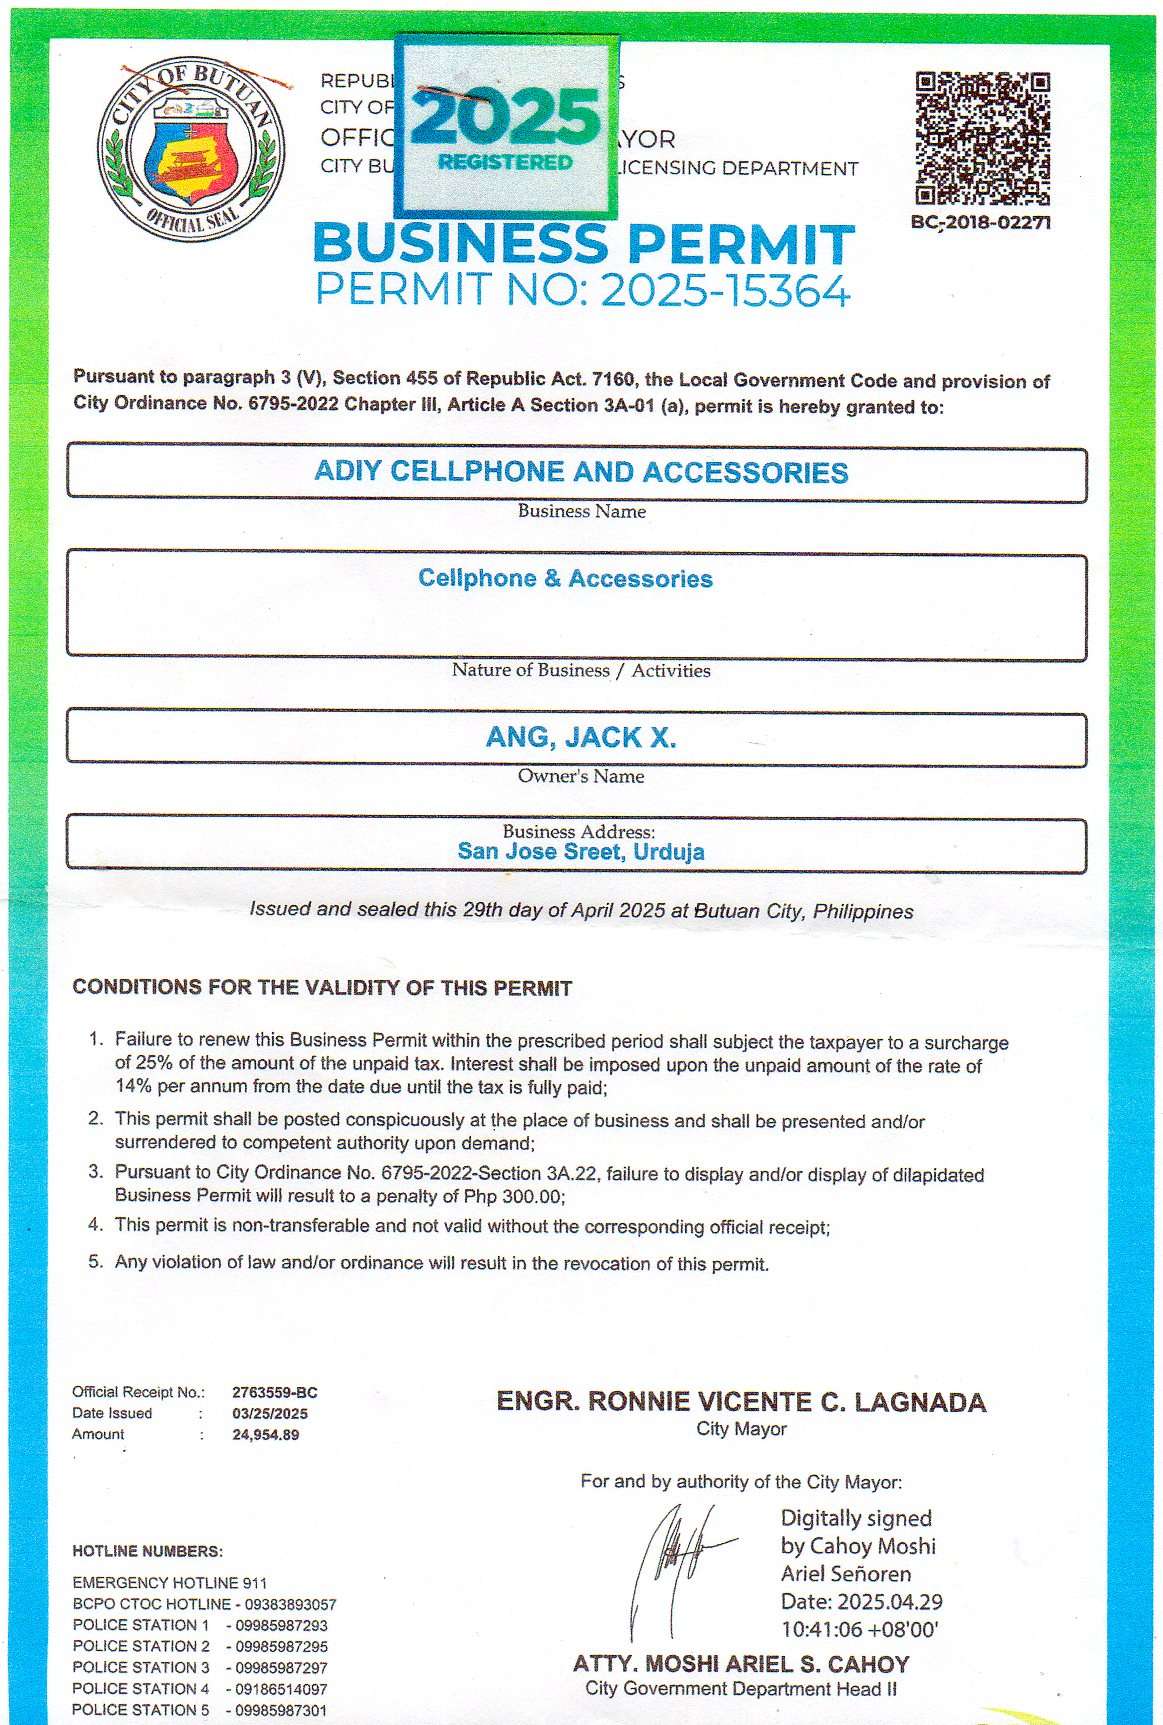 CITY OF BUTUAN
OFFICIAL SEAL
REPUBL
CITY OF
OFFIC YOR
CITY BU LICENSING DEPARTMENT
2025
REGISTERED
BC-2018-02271
BUSINESS PERMIT
PERMIT NO: 2025-15364
Pursuant to paragraph 3 (V), Section 455 of Republic Act. 7160, the Local Government Code and provision of
City Ordinance No. 6795-2022 Chapter III, Article A Section 3A-01 (a), permit is hereby granted to:
ADIY CELLPHONE AND ACCESSORIES
Business Name
Cellphone & Accessories
Nature of Business / Activities
ANG, JACK X.
Owner's Name
Business Address:
San Jose Sreet, Urduja
Issued and sealed this 29th day of April 2025 at Butuan City, Philippines
CONDITIONS FOR THE VALIDITY OF THIS PERMIT
1. Failure to renew this Business Permit within the prescribed period shall subject the taxpayer to a surcharge
of 25% of the amount of the unpaid tax. Interest shall be imposed upon the unpaid amount of the rate of
14% per annum from the date due until the tax is fully paid;
2. This permit shall be posted conspicuously at the place of business and shall be presented and/or
surrendered to competent authority upon demand;
3. Pursuant to City Ordinance No. 6795-2022-Section 3A.22, failure to display and/or display of dilapidated
Business Permit will result to a penalty of Php 300.00;
4. This permit is non-transferable and not valid without the corresponding official receipt;
5. Any violation of law and/or ordinance will result in the revocation of this permit.
Official Receipt No.: 2763559-BC
Date Issued : 03/25/2025
Amount : 24,954.89
ENGR. RONNIE VICENTE C. LAGNADA
City Mayor
For and by authority of the City Mayor:
Digitally signed
by Cahoy Moshi
Ariel Señoren
Date: 2025.04.29
10:41:06 +08'00'
ATTY. MOSHI ARIEL S. CAHOY
City Government Department Head II
HOTLINE NUMBERS:
EMERGENCY HOTLINE 911
BCPO CTOC HOTLINE - 09383893057
POLICE STATION 1 - 09985987293
POLICE STATION 2 - 09985987295
POLICE STATION 3 - 09985987297
POLICE STATION 4 - 09186514097
POLICE STATION 5 - 09985987301